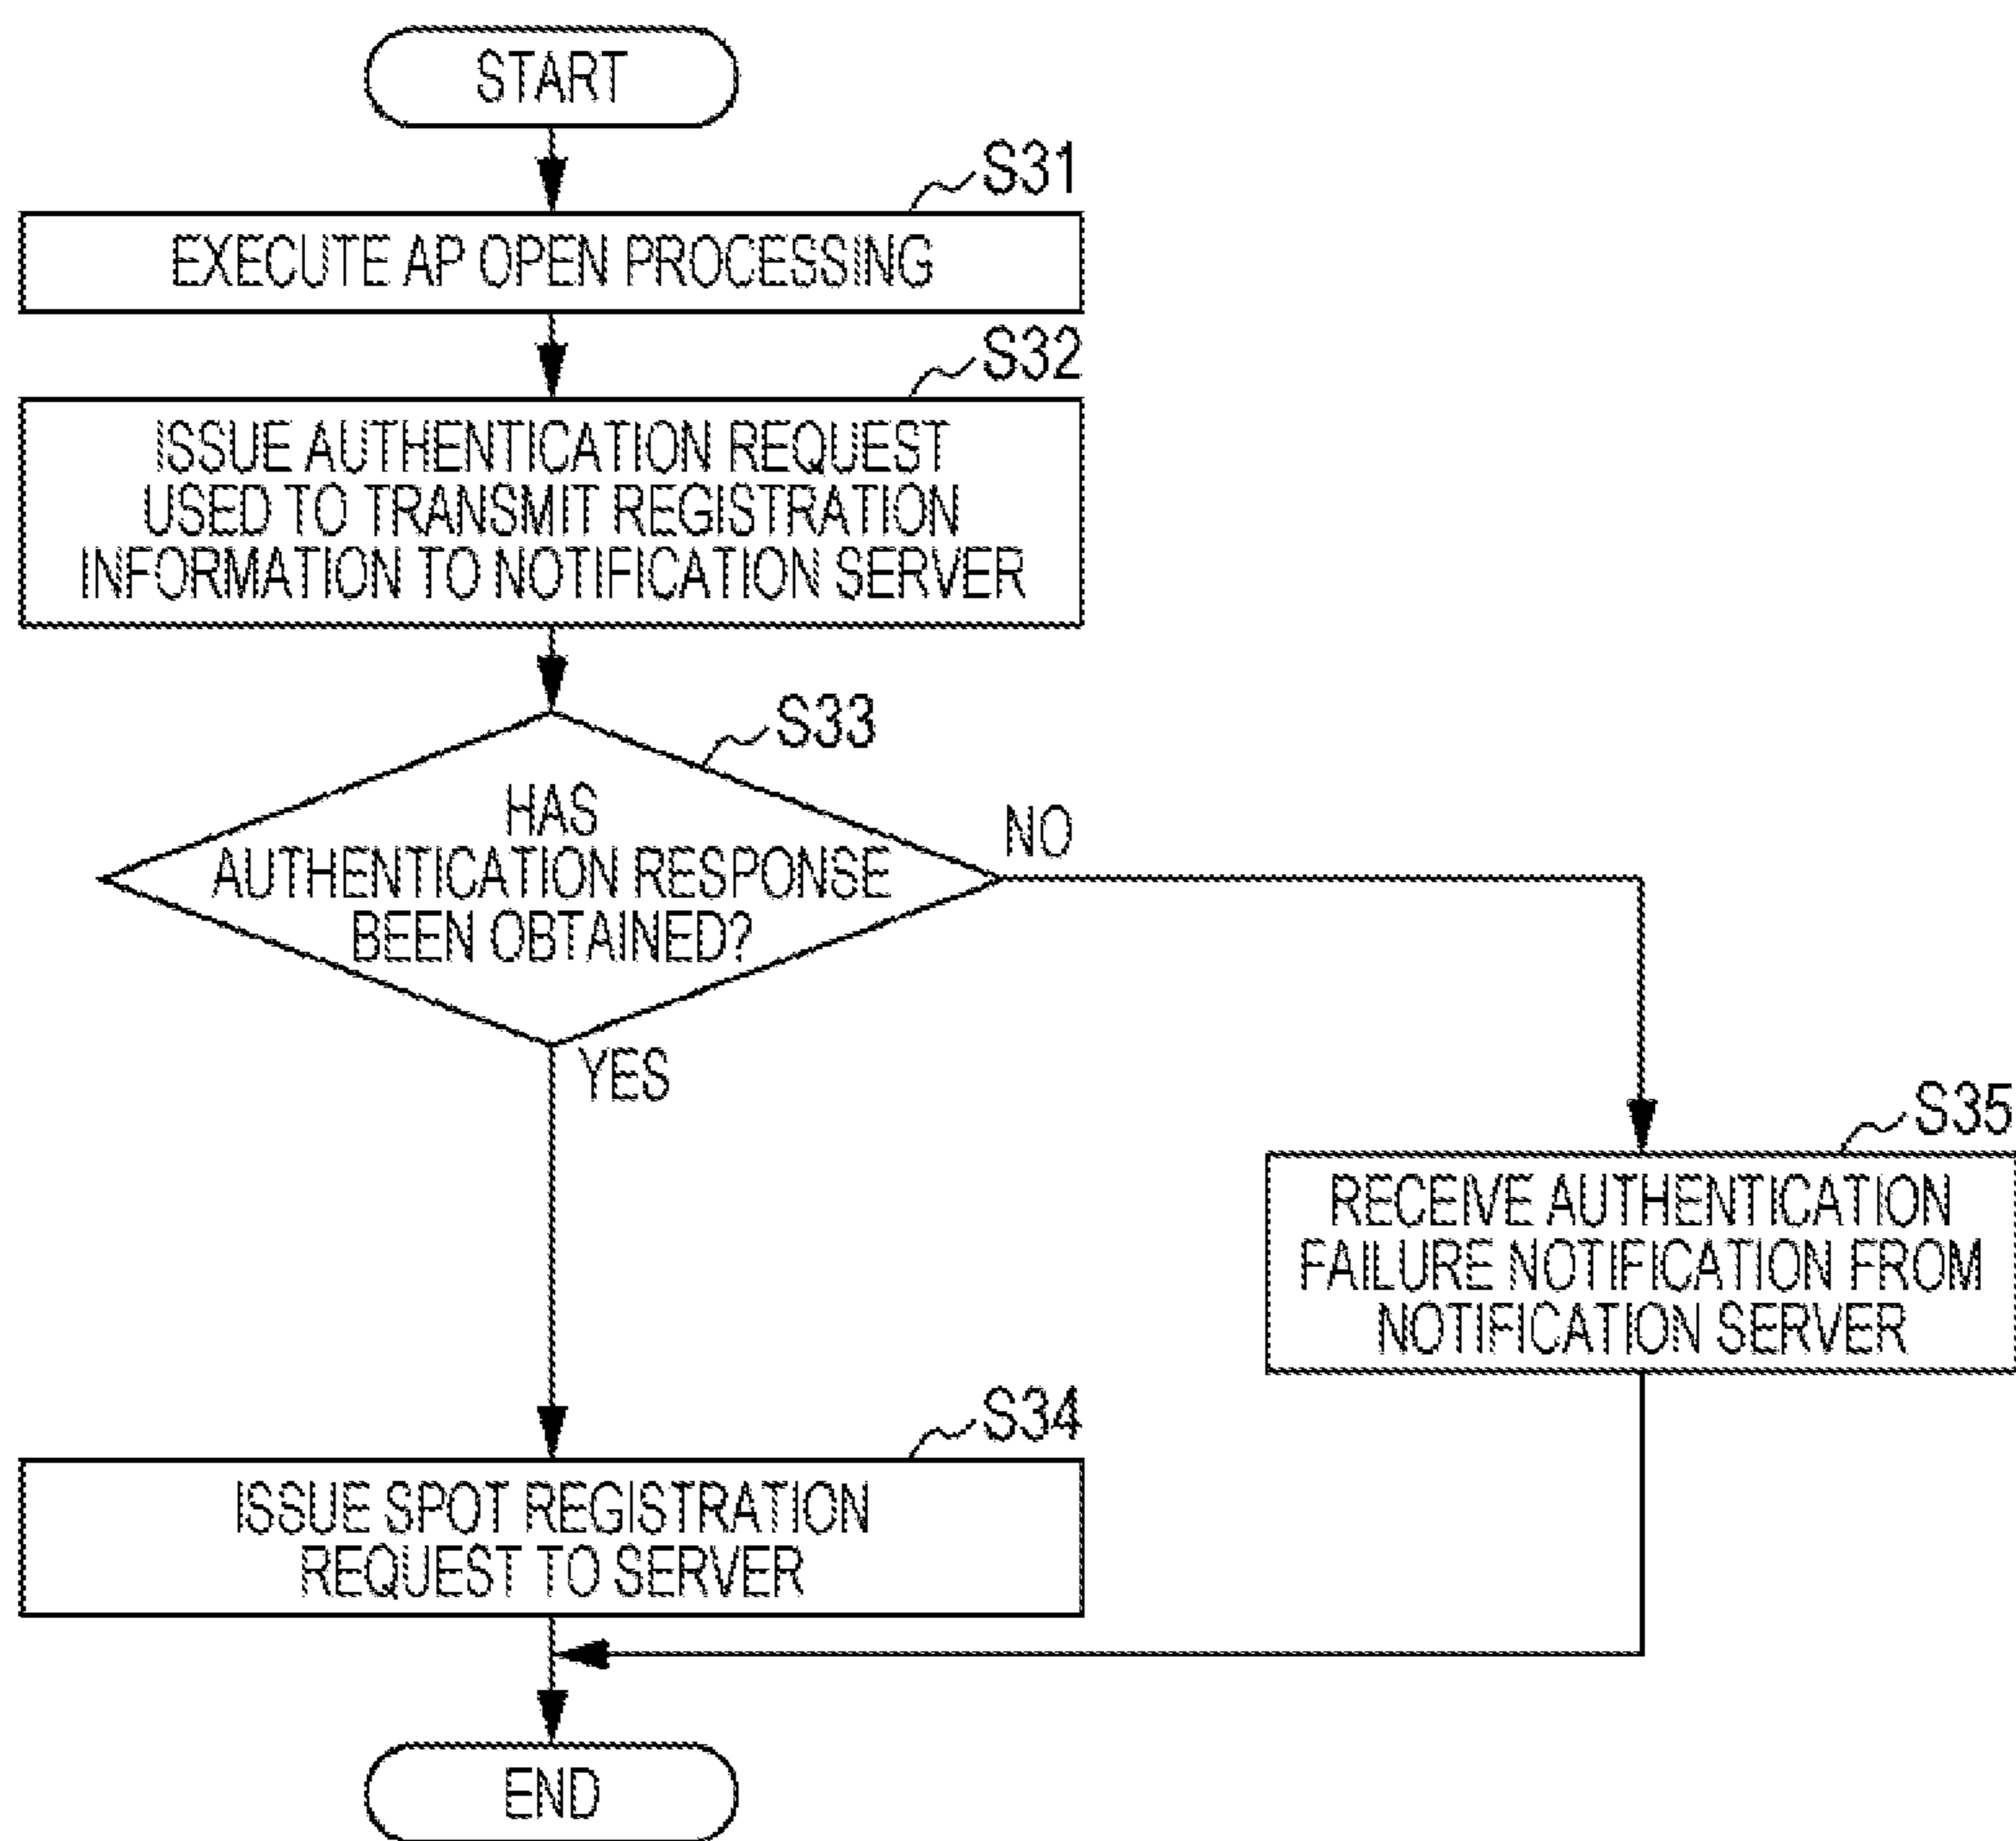 START
S31
EXECUTE AP OPEN PROCESSING
S32
ISSUE AUTHENTICATION REQUEST
USED TO TRANSMIT REGISTRATION
INFORMATION TO NOTIFICATION SERVER
S33
HAS
AUTHENTICATION RESPONSE
BEEN OBTAINED?
NO
YES
S35
RECEIVE AUTHENTICATION
FAILURE NOTIFICATION FROM
NOTIFICATION SERVER
S34
ISSUE SPOT REGISTRATION
REQUEST TO SERVER
END